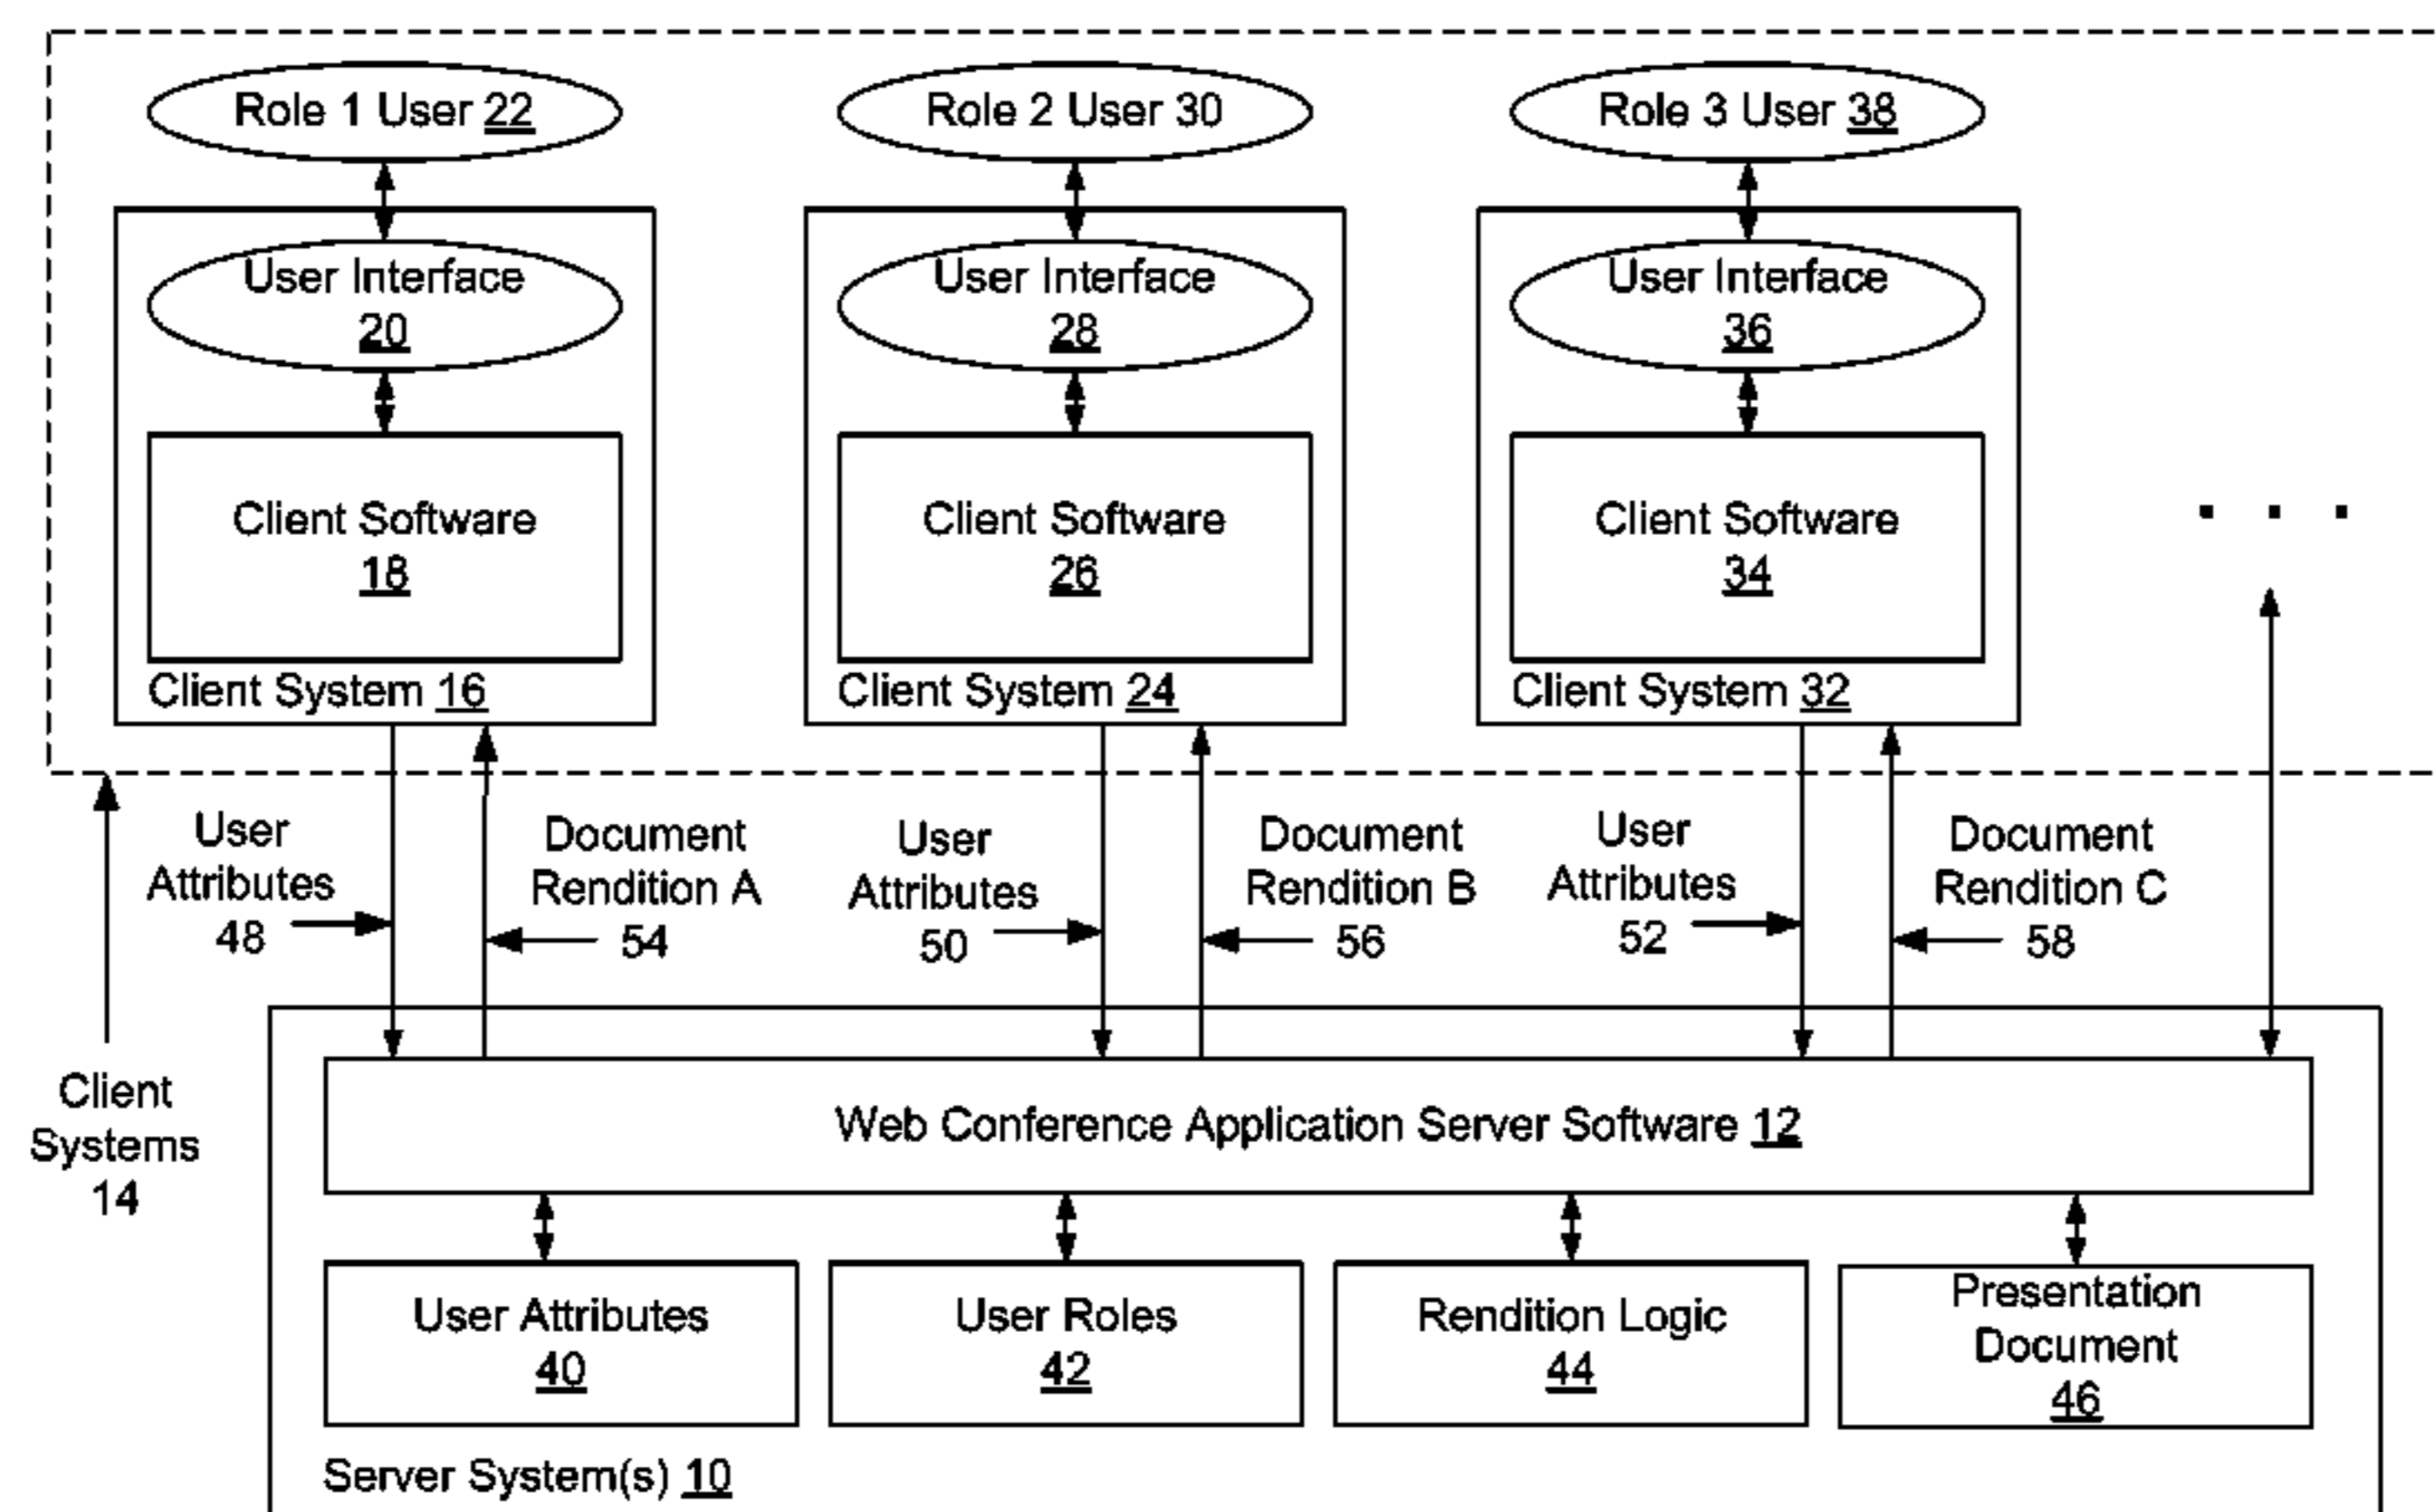 Role 1 User 22
Role 2 User 30
Role 3 User 38
User Interface
20
User Interface
28
User Interface
36
Client Software
18
Client Software
26
Client Software
34
. . .
Client System 16
Client System 24
Client System 32
User
Attributes
48
Document
Rendition A
54
User
Attributes
50
Document
Rendition B
56
User
Attributes
52
Document
Rendition C
58
Client
Systems
14
Web Conference Application Server Software 12
User Attributes
40
User Roles
42
Rendition Logic
44
Presentation
Document
46
Server System(s) 10